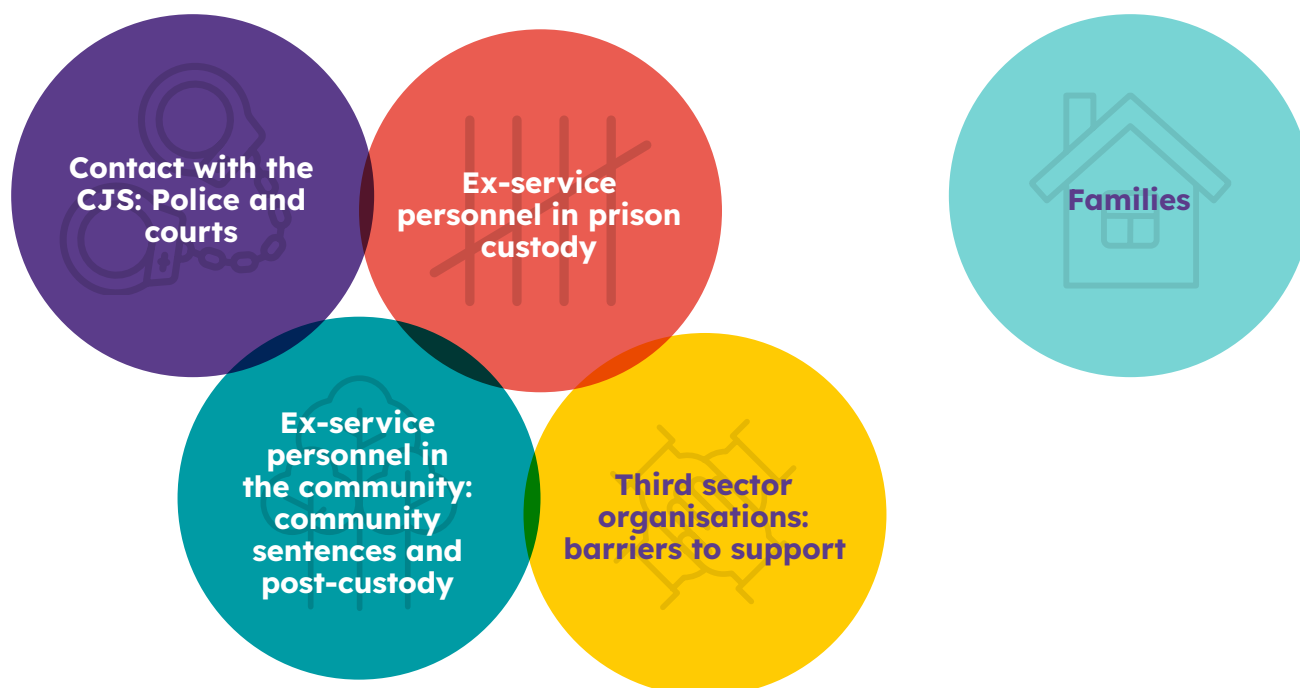 Contact with the
CJS: Police and
courts
Ex-service
personnel in prison
custody
Families
Ex-service
personnel in
the community:
community
sentences and
post-custody
Third sector
organisations:
barriers to support